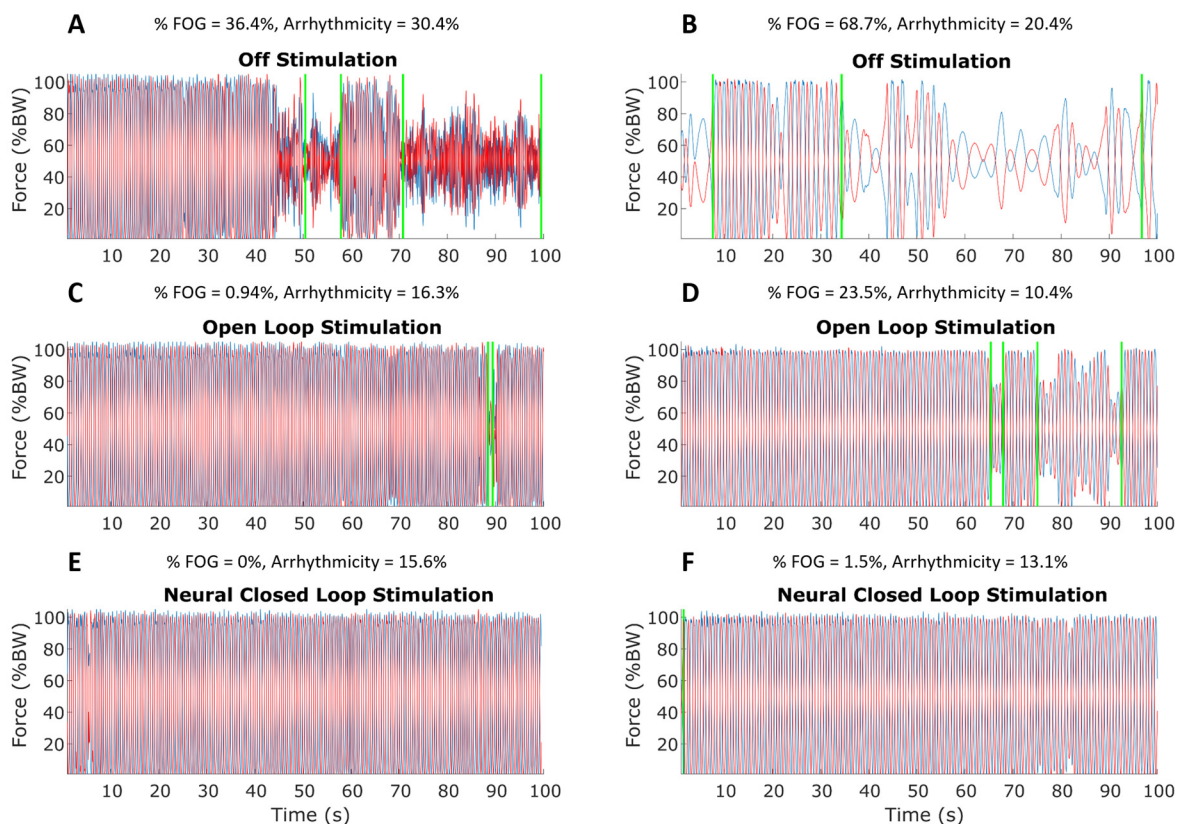 A
% FOG = 36.4%, Arrhythmicity = 30.4%
Off Stimulation
Force (%BW)
100
80
60
40
20
10 20 30 40 50 60 70 80 90 100
B
% FOG = 68.7%, Arrhythmicity = 20.4%
Off Stimulation
Force (%BW)
100
80
60
40
20
10 20 30 40 50 60 70 80 90 100
C
% FOG = 0.94%, Arrhythmicity = 16.3%
Open Loop Stimulation
Force (%BW)
100
80
60
40
20
10 20 30 40 50 60 70 80 90 100
D
% FOG = 23.5%, Arrhythmicity = 10.4%
Open Loop Stimulation
Force (%BW)
100
80
60
40
20
10 20 30 40 50 60 70 80 90 100
E
% FOG = 0%, Arrhythmicity = 15.6%
Neural Closed Loop Stimulation
Force (%BW)
100
80
60
40
20
10 20 30 40 50 60 70 80 90 100
Time (s)
F
% FOG = 1.5%, Arrhythmicity = 13.1%
Neural Closed Loop Stimulation
Force (%BW)
100
80
60
40
20
10 20 30 40 50 60 70 80 90 100
Time (s)